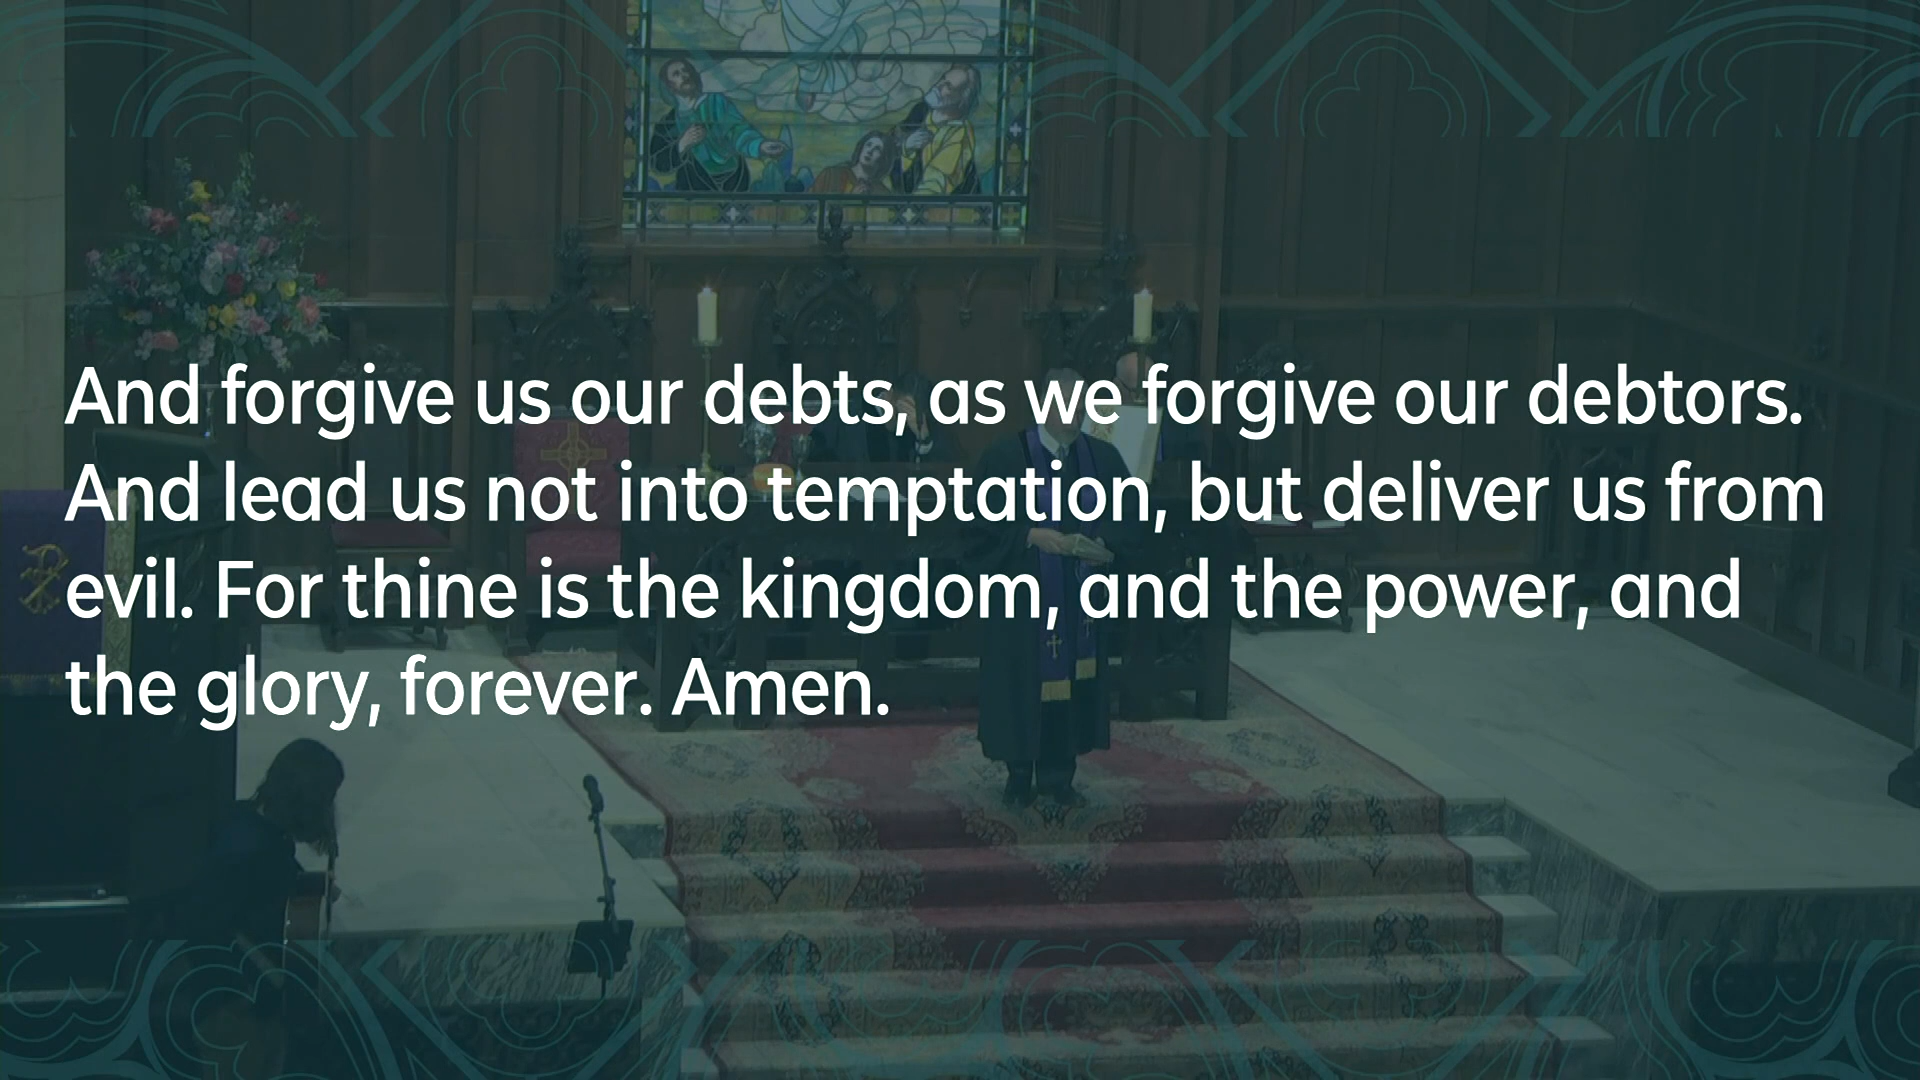 And forgive us our debts, as we forgive our debtors.
And lead us not into temptation, but deliver us from
evil. For thine is the kingdom, and the power, and
the glory, forever. Amen.